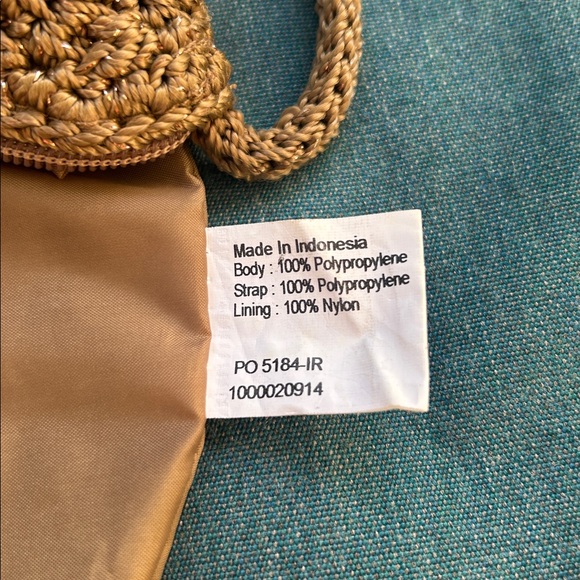 Made In Indonesia
Body : 100% Polypropylene
Strap : 100% Polypropylene
Lining : 100% Nylon
PO 5184-IR
1000020914